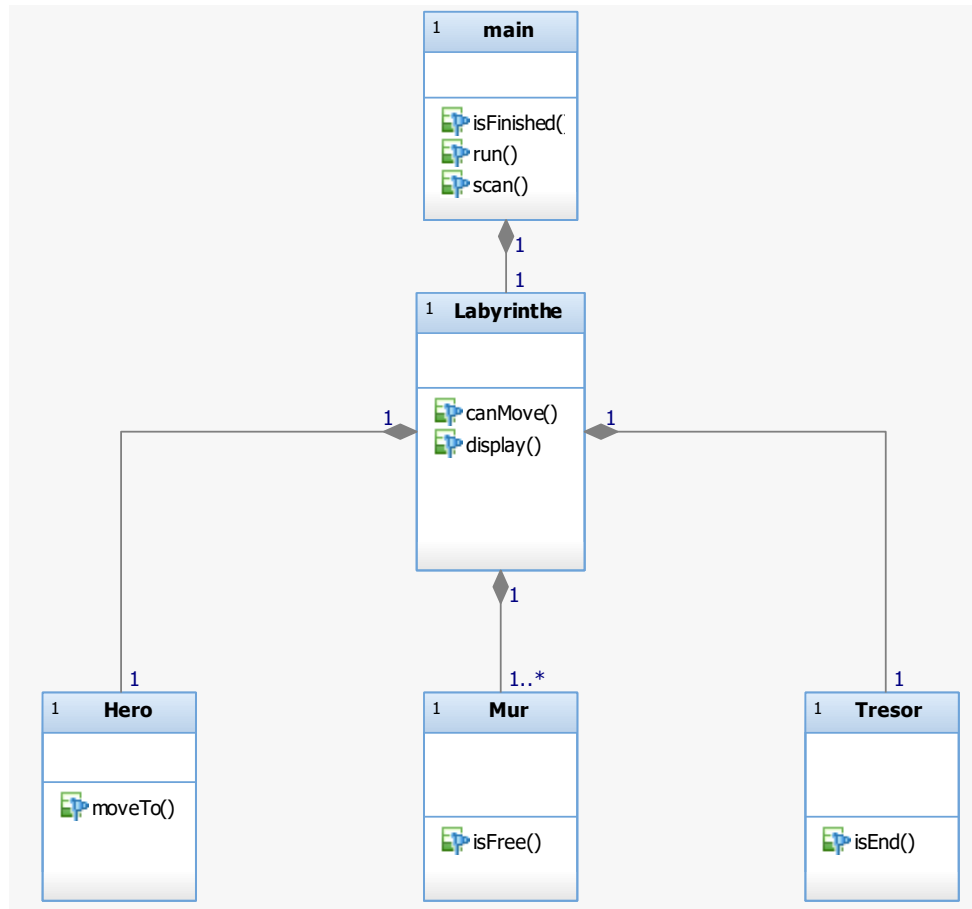 1 main
isFinished()
run()
scan()
1
1
1 Labyrinthe
canMove()
display()
1
1
1
1
1..*
1
1 Hero
moveTo()
1 Mur
isFree()
1 Tresor
isEnd()